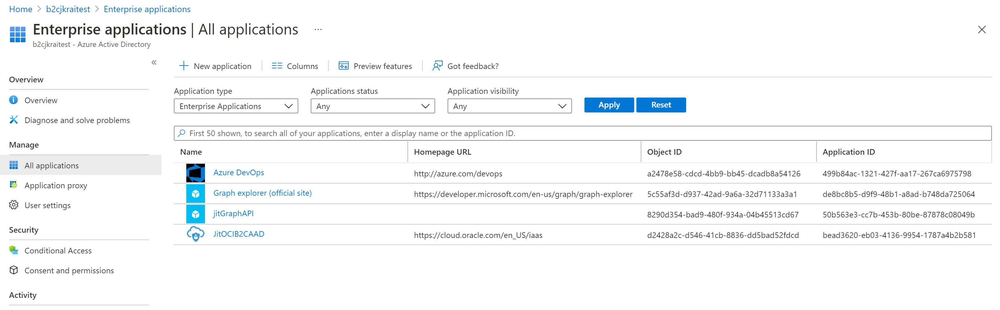 Home > b2cjkraitest > Enterprise applications
Enterprise applications | All applications ...
b2cjkraitest - Azure Active Directory
«
Overview
Overview
Diagnose and solve problems
Manage
All applications
Application proxy
User settings
Security
Conditional Access
Consent and permissions
Activity
New application
Columns
Preview features
Got feedback?
Application type
Applications status
Application visibility
Enterprise Applications
Any
Any
Apply
Reset
First 50 shown, to search all of your applications, enter a display name or the application ID.
Name Homepage URL Object ID Application ID
Azure DevOps http://azure.com/devops a2478e58-cdcd-4bb9-bb45-dcadb8a54126 499b84ac-1321-427f-aa17-267ca6975798
Graph explorer (official site) https://developer.microsoft.com/en-us/graph/graph-explorer 5c55af3d-d937-42ad-9a6a-32d71133a3a1 de8bc8b5-d9f9-48b1-a8ad-b748da725064
jitGraphAPI 8290d354-bad9-480f-934a-04b45513cd67 50b563e3-cc7b-453b-80be-87878c08049b
JitOCIB2CAAD https://cloud.oracle.com/en_US/iaas d2428a2c-d546-41cb-8836-dd5bad52fdcd bead3620-eb03-4136-9954-1787a4b2b581